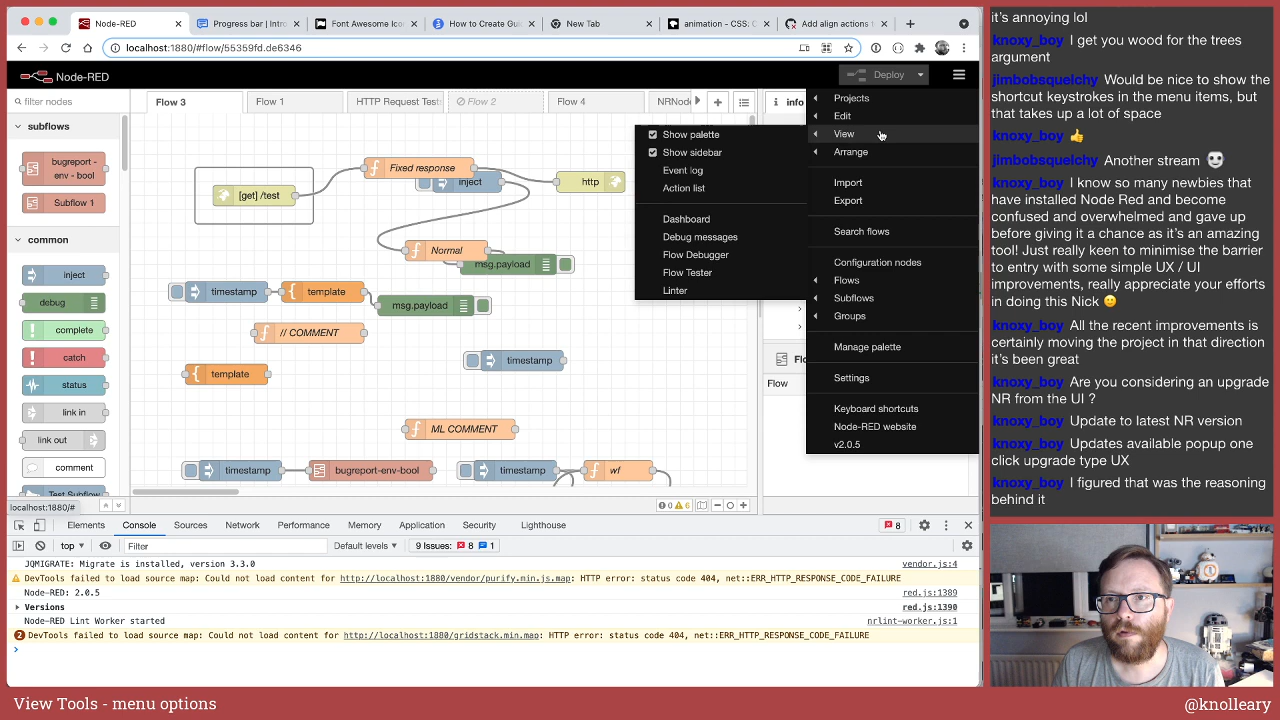 Node-RED
Progress bar | Intro
Font Awesome Icon
How to Create Gui
New Tab
animation - CSS: C
Add align actions t
localhost:1880/#flow/55359fd.de6346
Node-RED
Deploy
filter nodes
Flow 3
Flow 1
HTTP Request Test
Flow 2
Flow 4
NRNode
info
subflows
bugreport -
env - bool
Subflow 1
common
inject
debug
complete
catch
status
link in
link out
comment
Test Subflow
[get] /test
Fixed response
inject
http
Normal
msg.payload
timestamp
template
msg.payload
// COMMENT
timestamp
template
ML COMMENT
timestamp
bugreport-env-bool
timestamp
wf
Show palette
Show sidebar
Event log
Action list
Dashboard
Debug messages
Flow Debugger
Flow Tester
Linter
Projects
Edit
View
Arrange
Import
Export
Search flows
Configuration nodes
Flows
Subflows
Groups
Manage palette
Settings
Keyboard shortcuts
Node-RED website
v2.0.5
Flow
localhost:1880/#
0 6
Elements
Console
Sources
Network
Performance
Memory
Application
Security
Lighthouse
8
top
Filter
Default levels
9 Issues: 8 1
JQMIGRATE: Migrate is installed, version 3.3.0 vendor.js:4
DevTools failed to load source map: Could not load content for http://localhost:1880/vendor/purify.min.js.map: HTTP error: status code 404, net::ERR_HTTP_RESPONSE_CODE_FAILURE
Node-RED: 2.0.5 red.js:1389
Versions red.js:1390
Node-RED Lint Worker started nrlint-worker.js:1
2 DevTools failed to load source map: Could not load content for http://localhost:1880/gridstack.min.map: HTTP error: status code 404, net::ERR_HTTP_RESPONSE_CODE_FAILURE
it's annoying lol
knoxy_boy I get you wood for the trees
argument
jimbobsquelchy Would be nice to show the
shortcut keystrokes in the menu items, but
that takes up a lot of space
knoxy_boy 👍
jimbobsquelchy Another stream
knoxy_boy I know so many newbies that
have installed Node Red and become
confused and overwhelmed and gave up
before giving it a chance as it's an amazing
tool! Just really keen to minimise the barrier
to entry with some simple UX / UI
improvements, really appreciate your efforts
in doing this Nick 🙂
knoxy_boy All the recent improvements is
certainly moving the project in that direction
it's been great
knoxy_boy Are you considering an upgrade
NR from the UI ?
knoxy_boy Update to latest NR version
knoxy_boy Updates available popup one
click upgrade type UX
knoxy_boy I figured that was the reasoning
behind it
View Tools - menu options
@knolleary